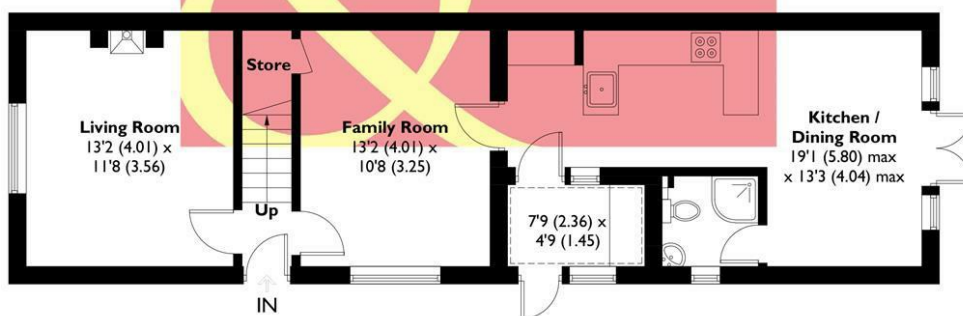 Living Room
13'2 (4.01) x
11'8 (3.56)
Store
Up
IN
Family Room
13'2 (4.01) x
10'8 (3.25)
7'9 (2.36) x
4'9 (1.45)
Kitchen /
Dining Room
19'1 (5.80) max
x 13'3 (4.04) max